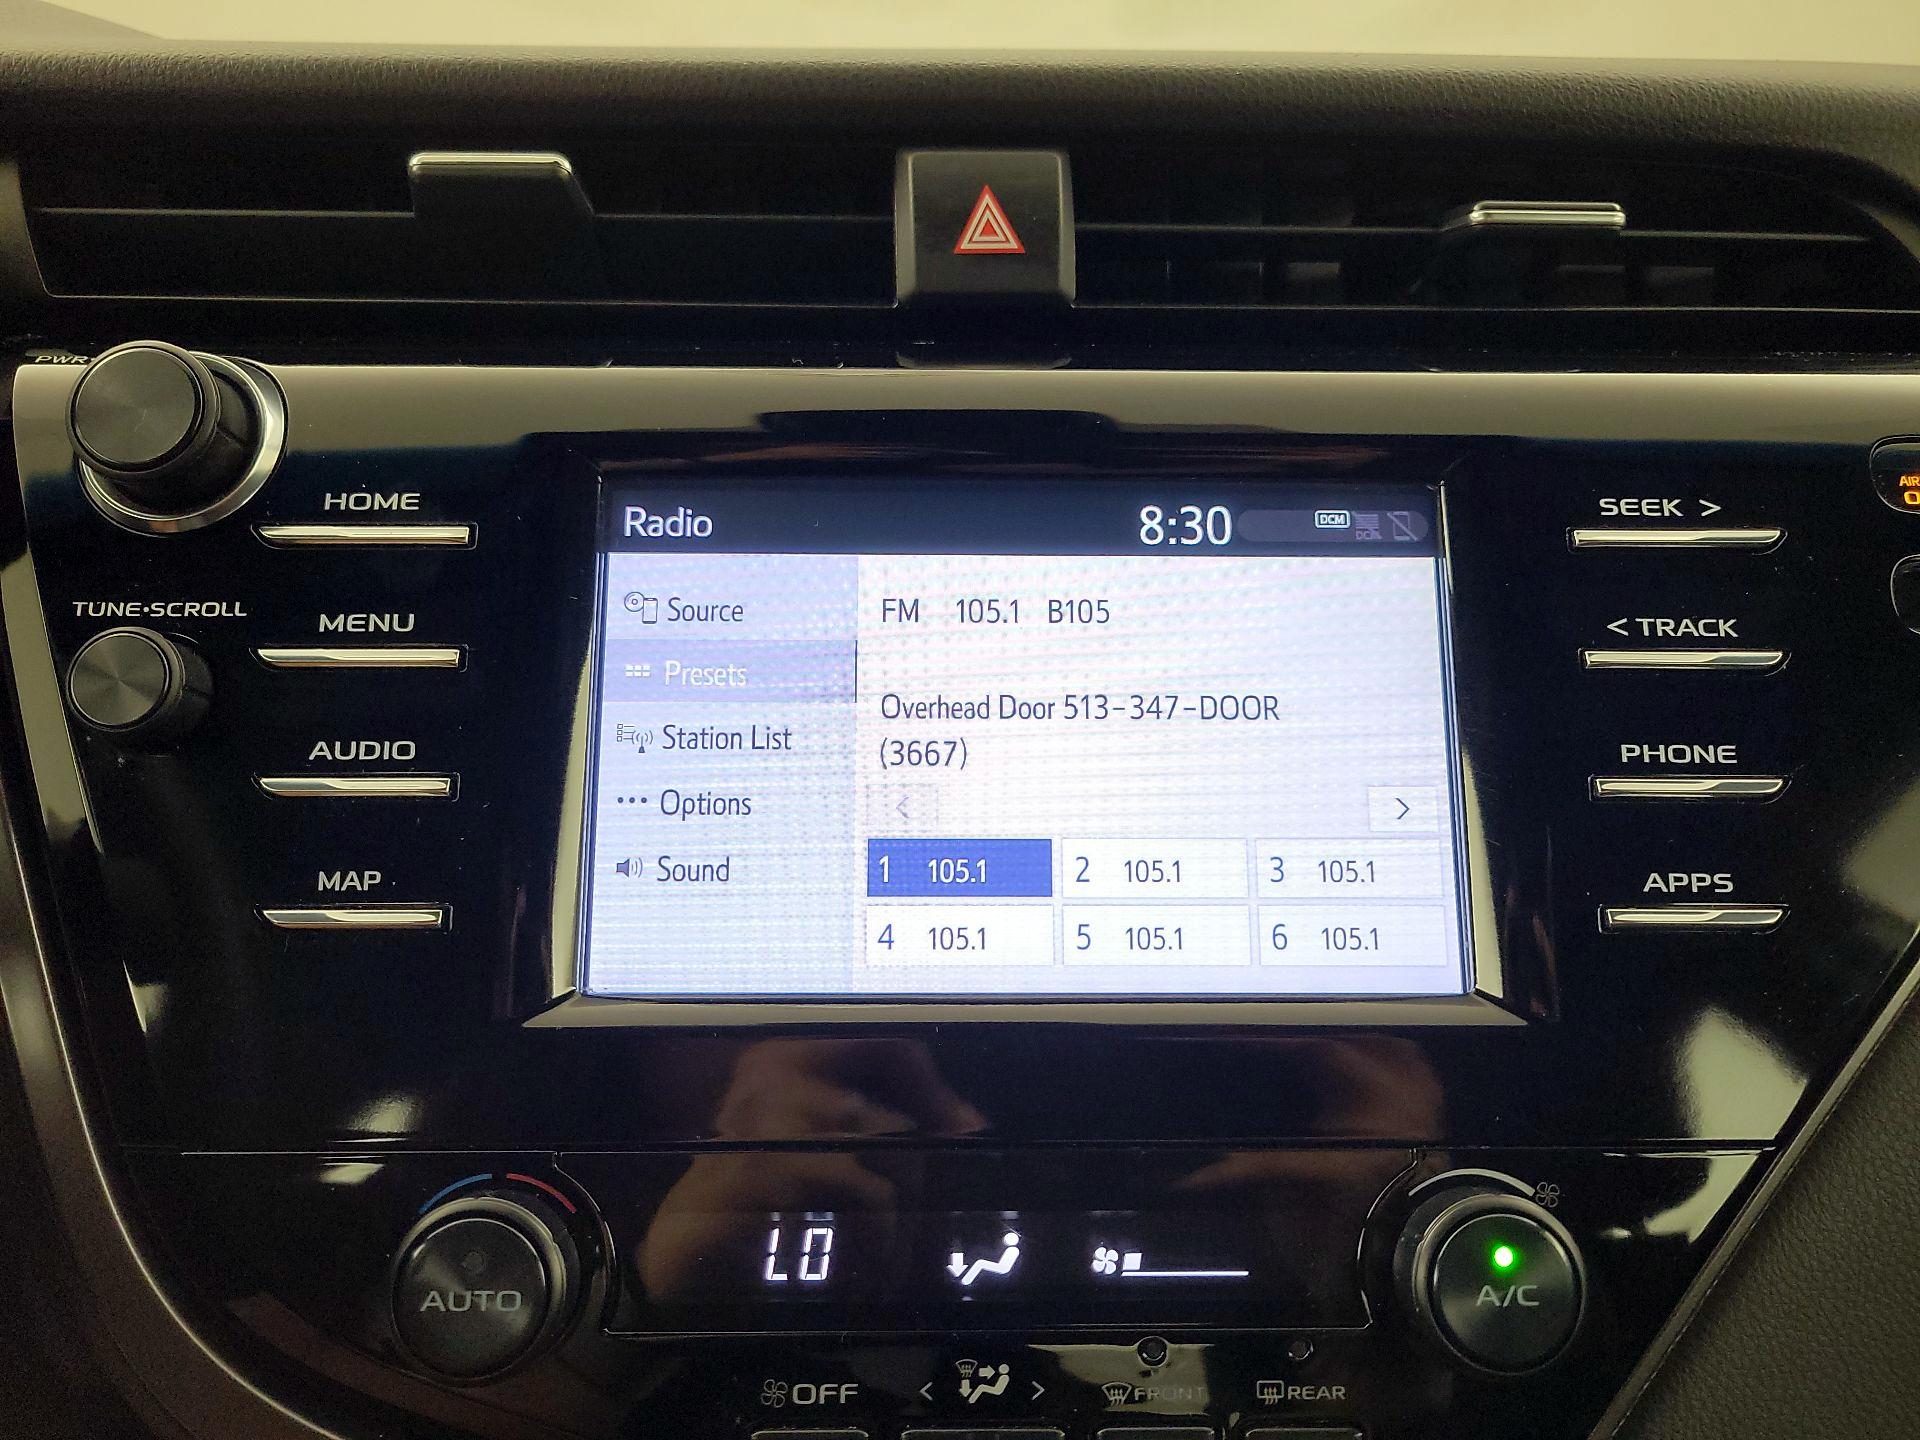 PWR
HOME
TUNE•SCROLL
MENU
AUDIO
MAP
Radio
8:30
DCM
DCM
Source
Presets
Station List
Options
Sound
FM 105.1 B105
Overhead Door 513-347-DOOR
(3667)
<
>
1 105.1
2 105.1
3 105.1
4 105.1
5 105.1
6 105.1
SEEK >
< TRACK
PHONE
APPS
AIR
AUTO
LO
A/C
OFF
< >
FRONT
REAR